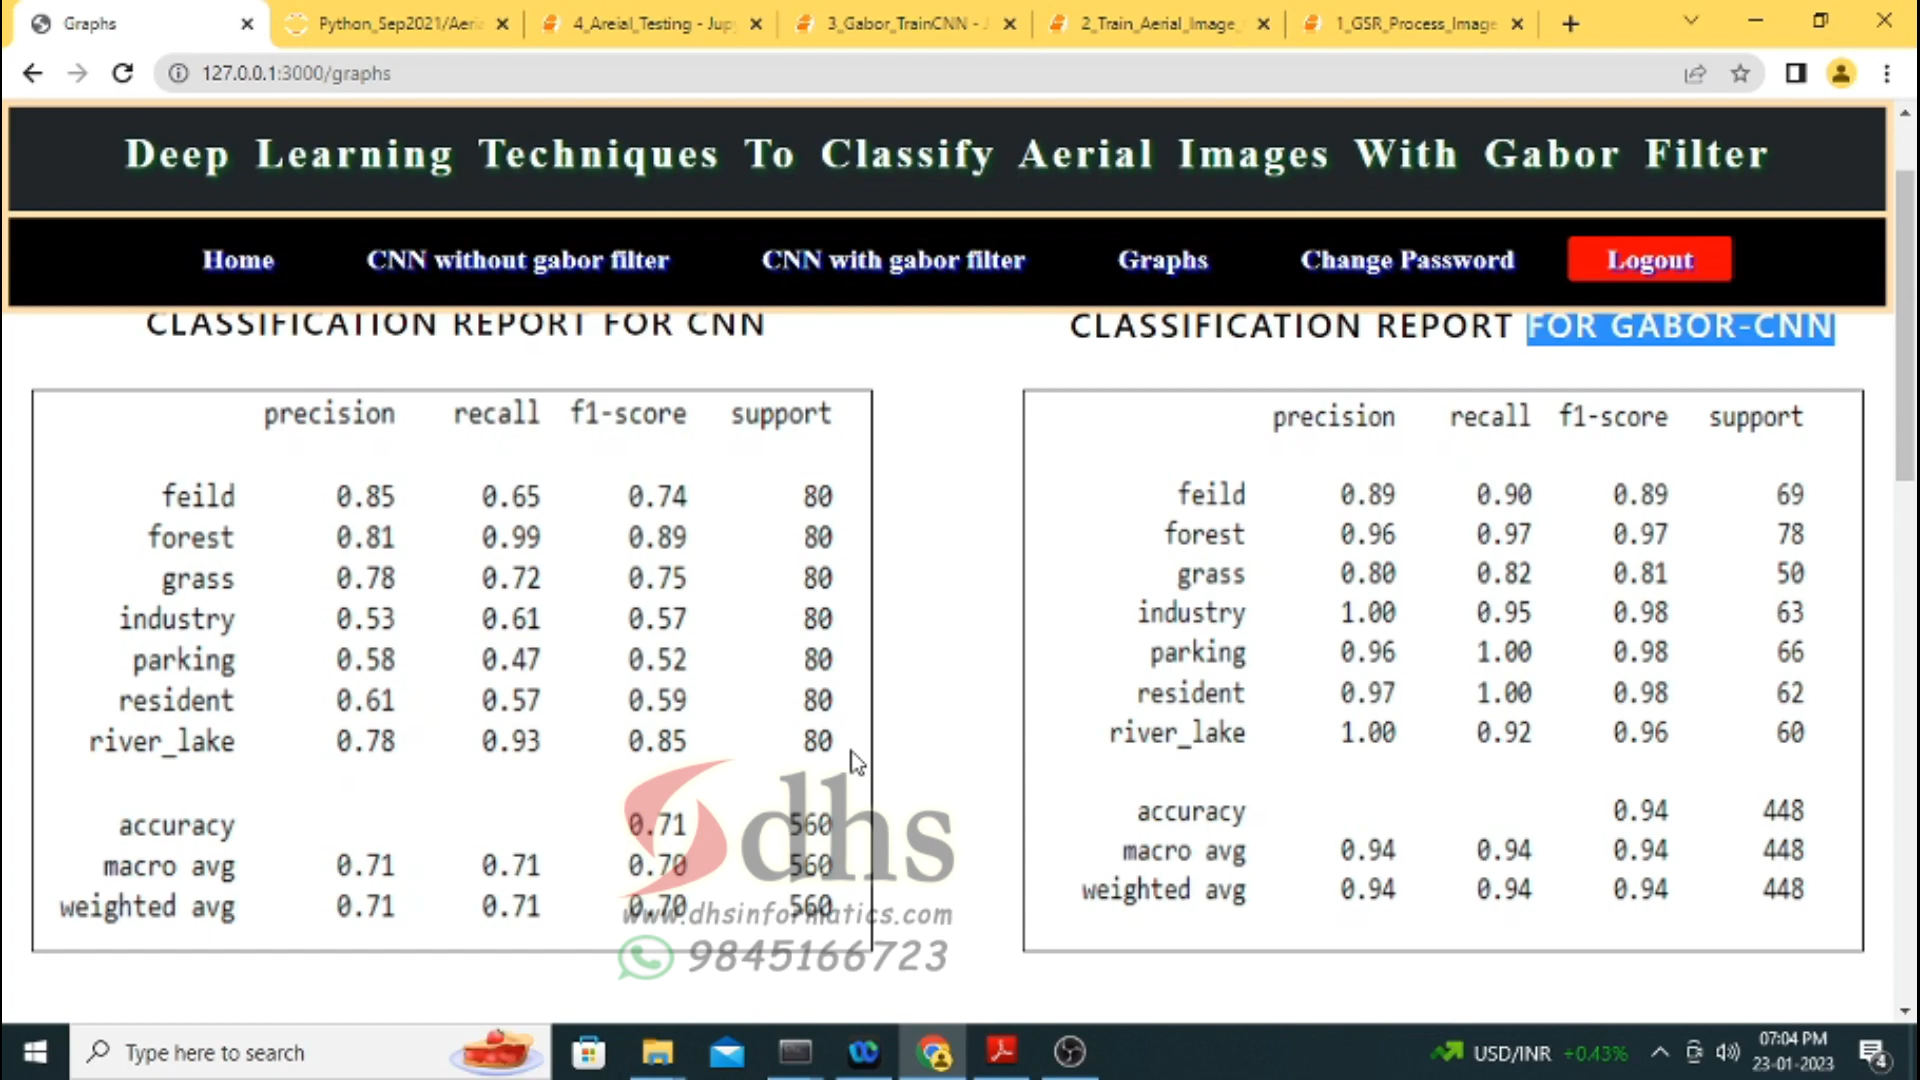 Graphs
Python_Sep2021/Aeri
4_Areial_Testing - Jup
3_Gabor_TrainCNN - J
2_Train_Aerial_Image_
1_GSR_Process_Image
127.0.0.1:3000/graphs
Deep Learning Techniques To Classify Aerial Images With Gabor Filter
Home CNN without gabor filter CNN with gabor filter Graphs Change Password Logout
CLASSIFICATION REPORT FOR CNN
precision recall f1-score support
feild 0.85 0.65 0.74 80
forest 0.81 0.99 0.89 80
grass 0.78 0.72 0.75 80
industry 0.53 0.61 0.57 80
parking 0.58 0.47 0.52 80
resident 0.61 0.57 0.59 80
river_lake 0.78 0.93 0.85 80
accuracy 0.71 560
macro avg 0.71 0.71 0.70 560
weighted avg 0.71 0.71 0.70 560
CLASSIFICATION REPORT FOR GABOR-CNN
precision recall f1-score support
feild 0.89 0.90 0.89 69
forest 0.96 0.97 0.97 78
grass 0.80 0.82 0.81 50
industry 1.00 0.95 0.98 63
parking 0.96 1.00 0.98 66
resident 0.97 1.00 0.98 62
river_lake 1.00 0.92 0.96 60
accuracy 0.94 448
macro avg 0.94 0.94 0.94 448
weighted avg 0.94 0.94 0.94 448
dhs
www.dhsinformatics.com
9845166723
Type here to search
USD/INR +0.43%
07:04 PM
23-01-2023
4